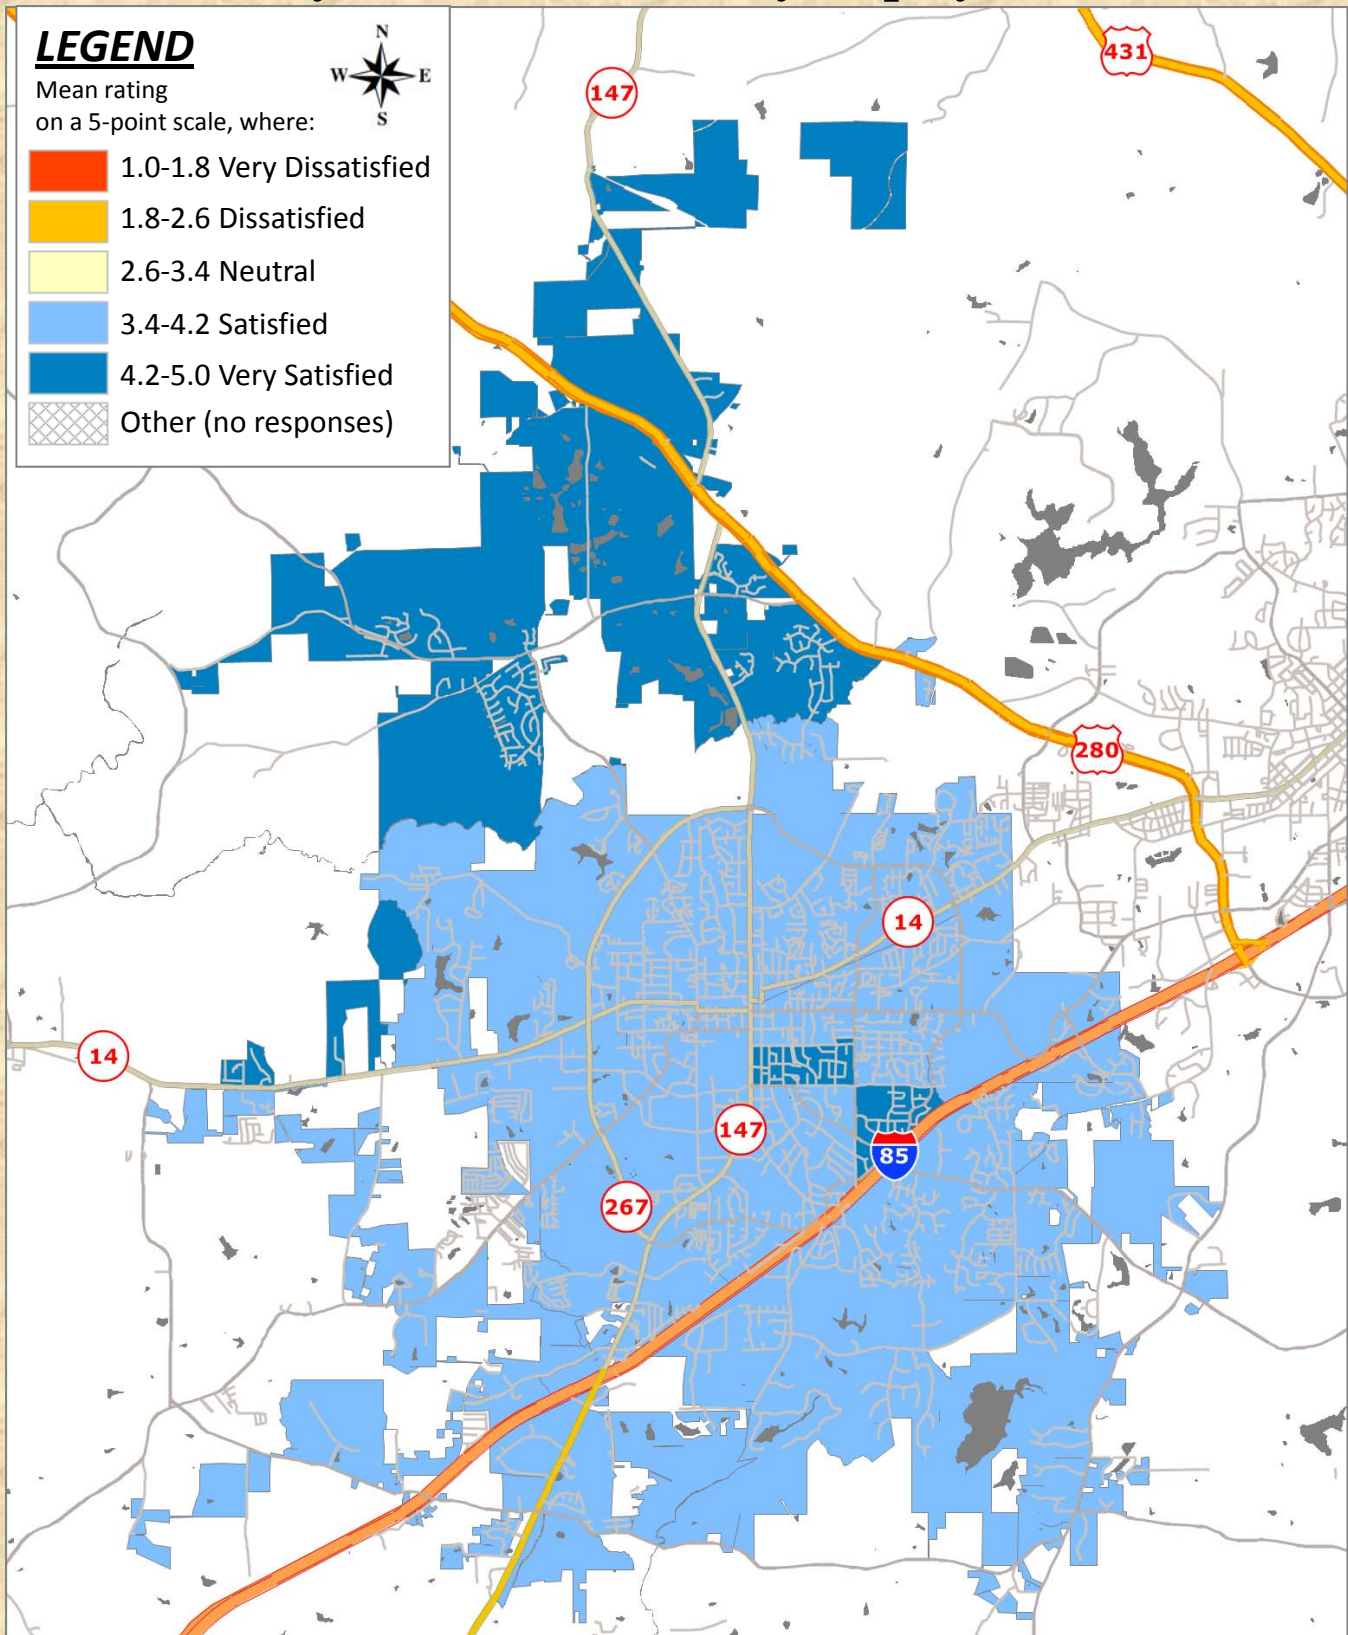 LEGEND
Mean rating
on a 5-point scale, where:
1.0-1.8 Very Dissatisfied
1.8-2.6 Dissatisfied
2.6-3.4 Neutral
3.4-4.2 Satisfied
4.2-5.0 Very Satisfied
Other (no responses)
N
W
E
S
431
147
280
14
14
147
85
267